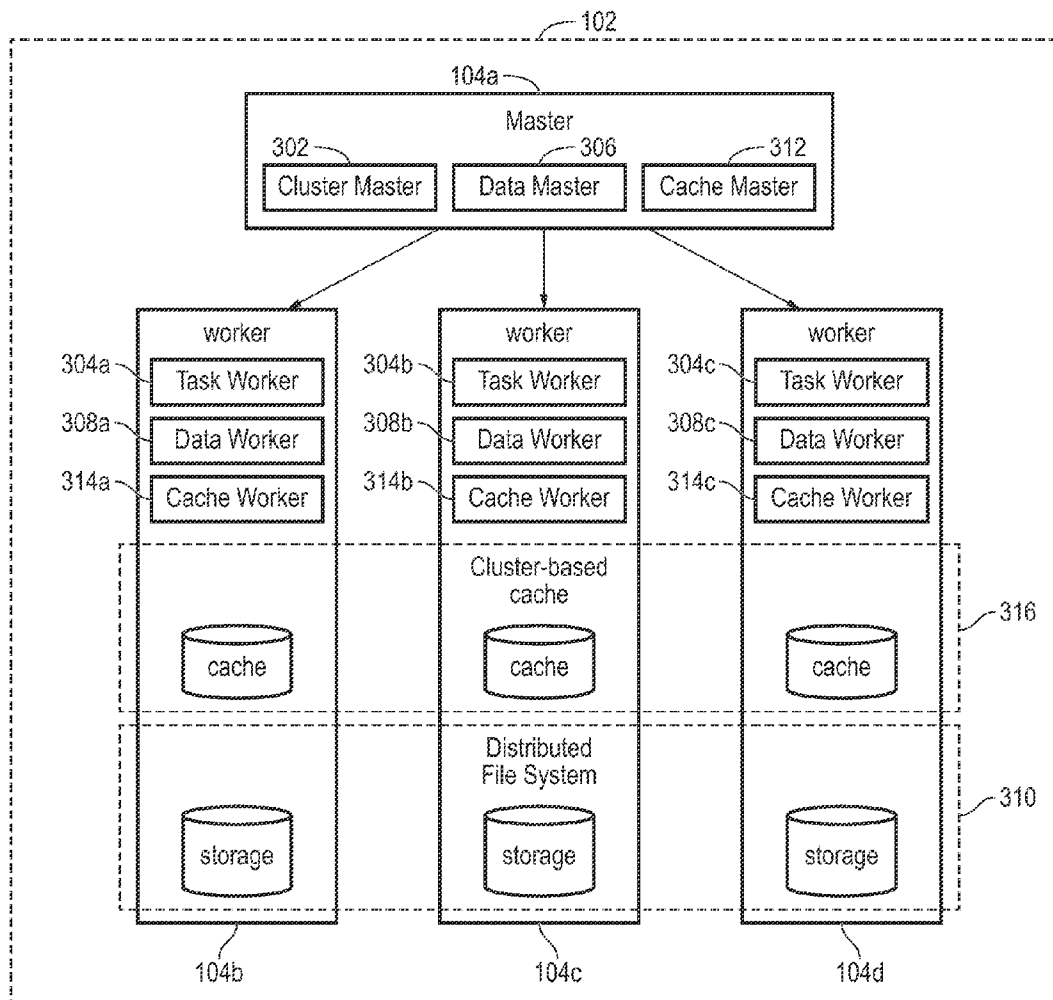 102
104a
Master
302 306 312
Cluster Master Data Master Cache Master
worker worker worker
304a Task Worker 304b Task Worker 304c Task Worker
308a Data Worker 308b Data Worker 308c Data Worker
314a Cache Worker 314b Cache Worker 314c Cache Worker
Cluster-based
cache
316
cache cache cache
Distributed
File System
310
storage storage storage
104b 104c 104d